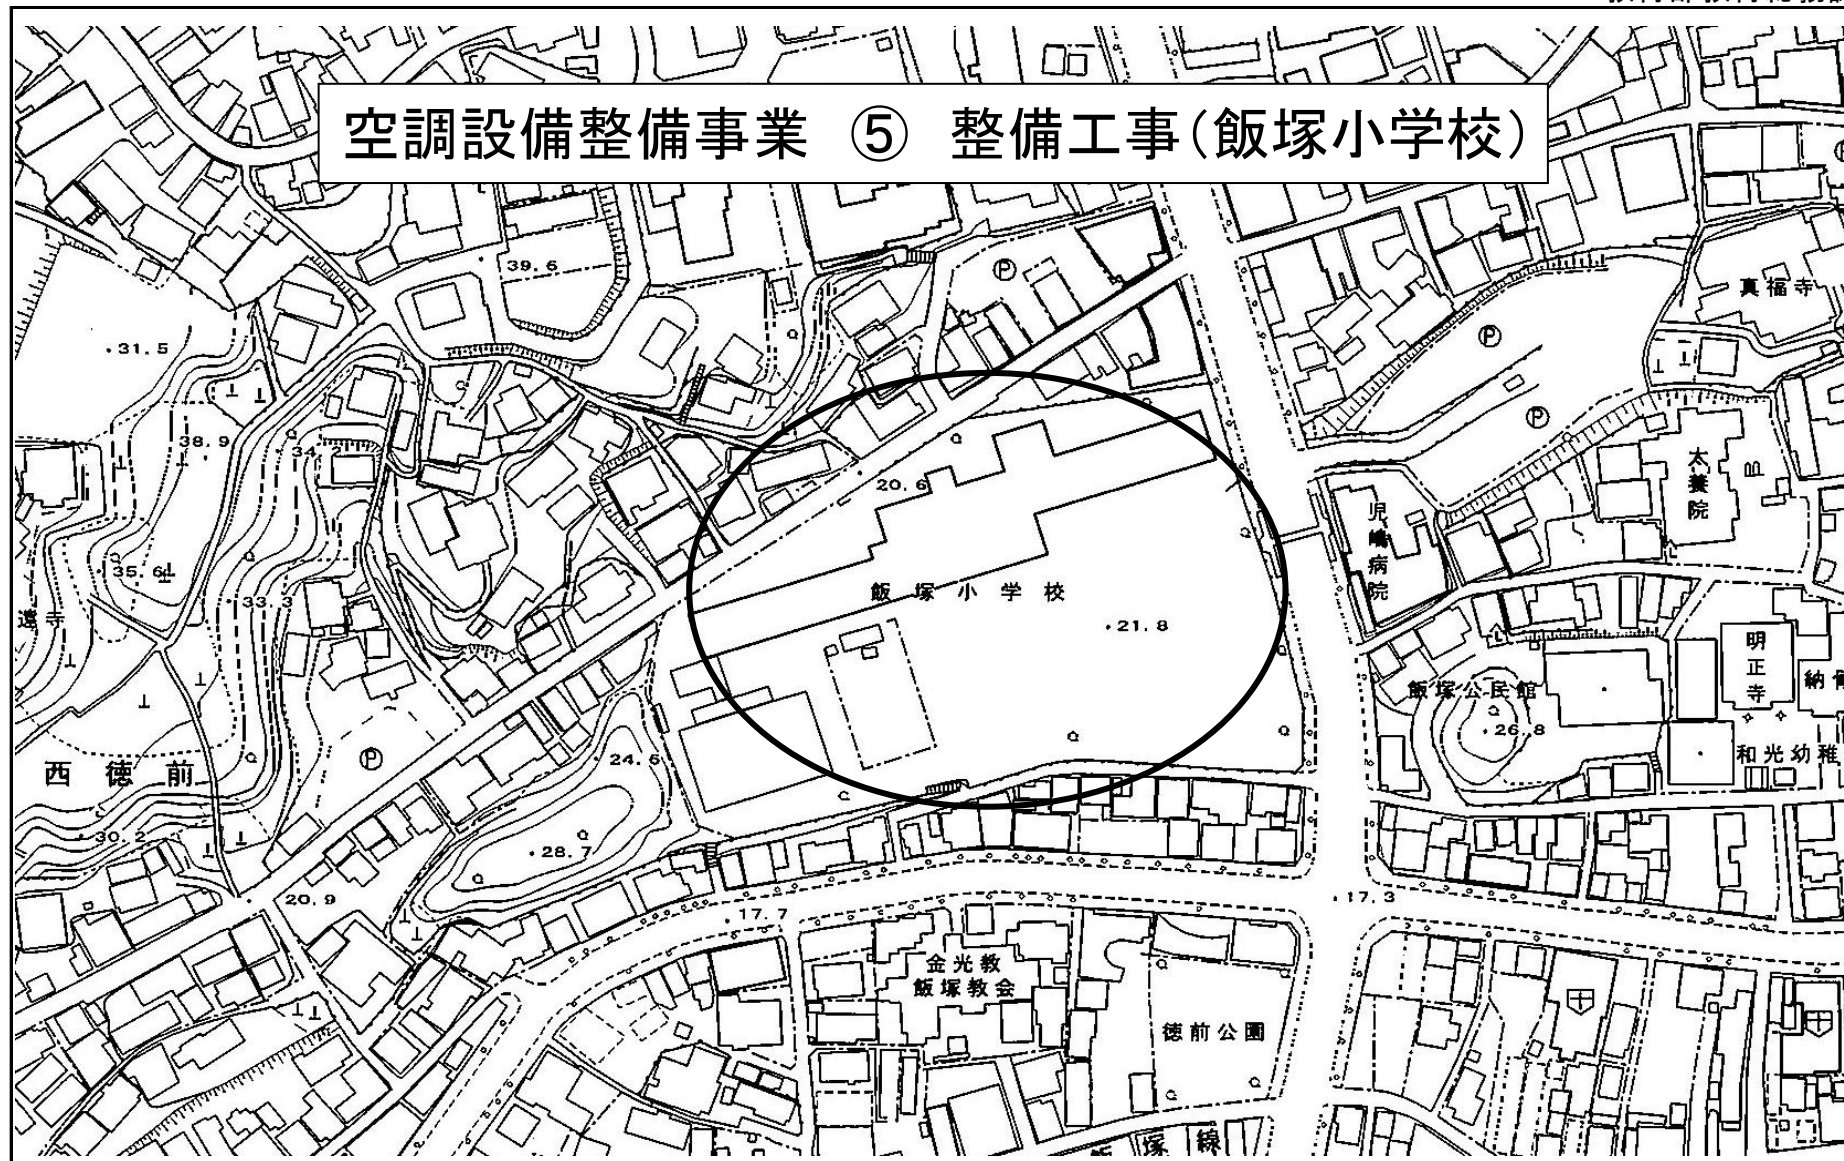 空調設備整備事業　⑤　整備工事（飯塚小学校）
39.6
Ⓟ
真福寺
31.5
Ⓟ
38.9
34.2
Ⓟ
20.6
太養院
児嶋病院
35.6
33.3
飯塚小学校
21.8
明正寺
飯塚公民館
26.8
和光幼稚
西徳前
Ⓟ
24.6
30.2
28.7
20.9
17.7
17.3
金光教
飯塚教会
徳前公園
塚線